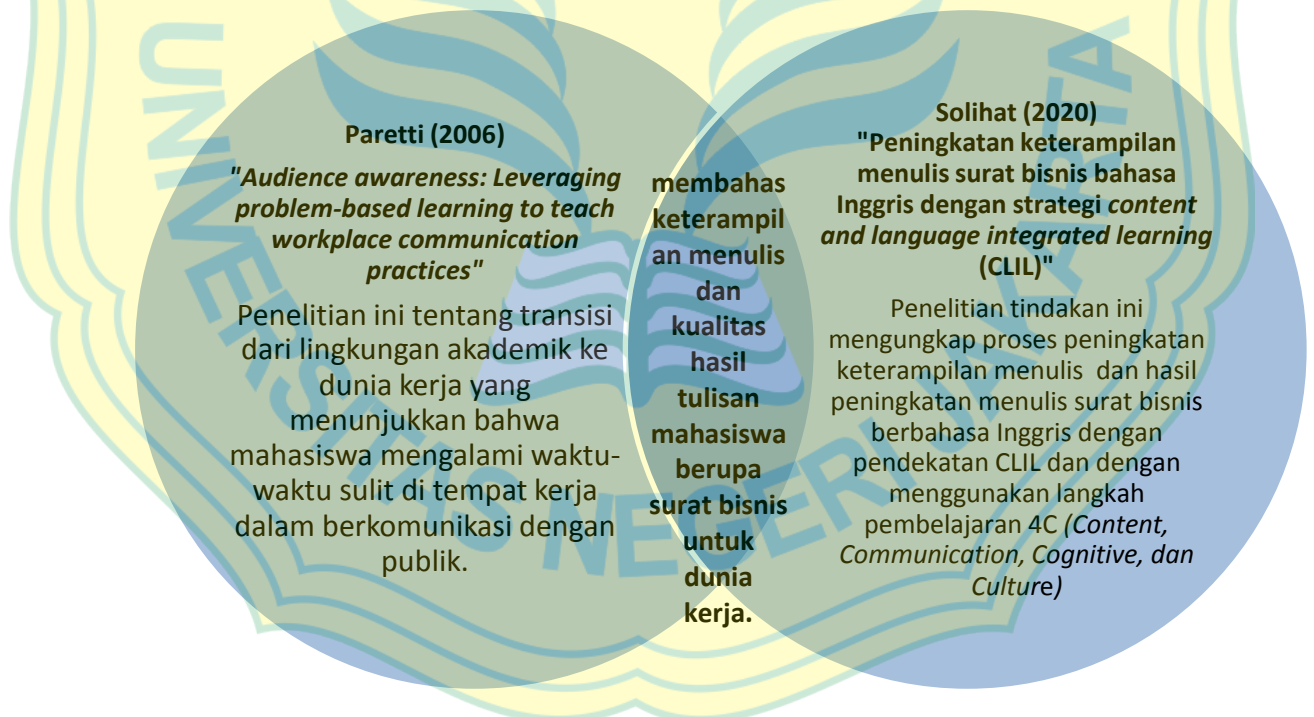 Paretti (2006)
"Audience awareness: Leveraging
problem-based learning to teach
workplace communication
practices"
Penelitian ini tentang transisi
dari lingkungan akademik ke
dunia kerja yang
menunjukkan bahwa
mahasiswa mengalami waktu-
waktu sulit di tempat kerja
dalam berkomunikasi dengan
publik.
membahas
keterampil
an menulis
dan
kualitas
hasil
tulisan
mahasiswa
berupa
surat bisnis
untuk
dunia
kerja.
Solihat (2020)
"Peningkatan keterampilan
menulis surat bisnis bahasa
Inggris dengan strategi content
and language integrated learning
(CLIL)"
Penelitian tindakan ini
mengungkap proses peningkatan
keterampilan menulis dan hasil
peningkatan menulis surat bisnis
berbahasa Inggris dengan
pendekatan CLIL dan dengan
menggunakan langkah
pembelajaran 4C (Content,
Communication, Cognitive, dan
Culture)
UNIVERSITAS NEGERI JAKARTA